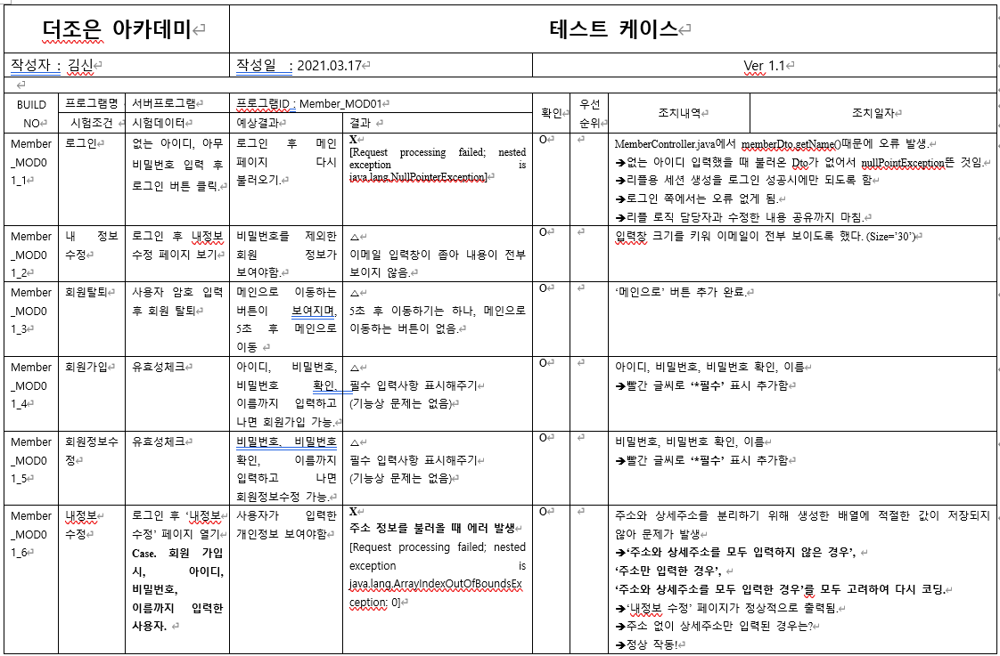 더조은 아카데미
테스트 케이스
작성자 : 김신
작성일 : 2021.03.17
Ver 1.1
BUILD
NO
프로그램명
서버프로그램
프로그램ID : Member_MOD01
확인
우선
순위
조치내역
조치일자
시험조건
시험데이터
예상결과
결과
Member
_MOD0
1_1
로그인
없는 아이디, 아무
비밀번호 입력 후
로그인 버튼 클릭.
로그인 후 메인
페이지 다시
불러오기.
X
[Request processing failed; nested
exception is
java.lang.NullPointerException]
O
MemberController.java에서 memberDto.getName()때문에 오류 발생.
➔없는 아이디 입력했을 때 불러온 Dto가 없어서 nullPointException뜬 것임.
➔리플용 세션 생성을 로그인 성공시에만 되도록 함
➔로그인 쪽에서는 오류 없게 됨.
➔리플 로직 담당자과 수정한 내용 공유까지 마침.
Member
_MOD0
1_2
내 정보
수정
로그인 후 내정보
수정 페이지 보기
비밀번호를 제외한
회원 정보가
보여야함.
△
이메일 입력창이 좁아 내용이 전부
보이지 않음.
O
입력창 크기를 키워 이메일이 전부 보이도록 했다. (Size=’30’)
Member
_MOD0
1_3
회원탈퇴
사용자 암호 입력
후 회원 탈퇴
메인으로 이동하는
버튼이 보여지며,
5초 후 메인으로
이동
△
5초 후 이동하기는 하나, 메인으로
이동하는 버튼이 없음.
O
‘메인으로’ 버튼 추가 완료.
Member
_MOD0
1_4
회원가입
유효성체크
아이디, 비밀번호,
비밀번호 확인,
이름까지 입력하고
나면 회원가입 가능.
△
필수 입력사항 표시해주기
(기능상 문제는 없음)
O
아이디, 비밀번호, 비밀번호 확인, 이름
➔빨간 글씨로 ‘*필수’ 표시 추가함
Member
_MOD0
1_5
회원정보수
정
유효성체크
비밀번호, 비밀번호
확인, 이름까지
입력하고 나면
회원정보수정 가능.
△
필수 입력사항 표시해주기
(기능상 문제는 없음)
O
비밀번호, 비밀번호 확인, 이름
➔빨간 글씨로 ‘*필수’ 표시 추가함
Member
_MOD0
1_6
내정보
수정
로그인 후 ‘내정보
수정’ 페이지 열기
Case. 회원 가입
시, 아이디,
비밀번호,
이름까지 입력한
사용자.
사용자가 입력한
개인정보 보여야함
X
주소 정보를 불러올 때 에러 발생
[Request processing failed; nested
exception is
java.lang.ArrayIndexOutOfBoundsEx
ception: 0]
O
주소와 상세주소를 분리하기 위해 생성한 배열에 적절한 값이 저장되지
않아 문제가 발생
➔‘주소와 상세주소를 모두 입력하지 않은 경우’,
‘주소만 입력한 경우’,
‘주소와 상세주소를 모두 입력한 경우’를 모두 고려하여 다시 코딩.
➔‘내정보 수정’ 페이지가 정상적으로 출력됨.
➔주소 없이 상세주소만 입력된 경우는?
➔정상 작동!